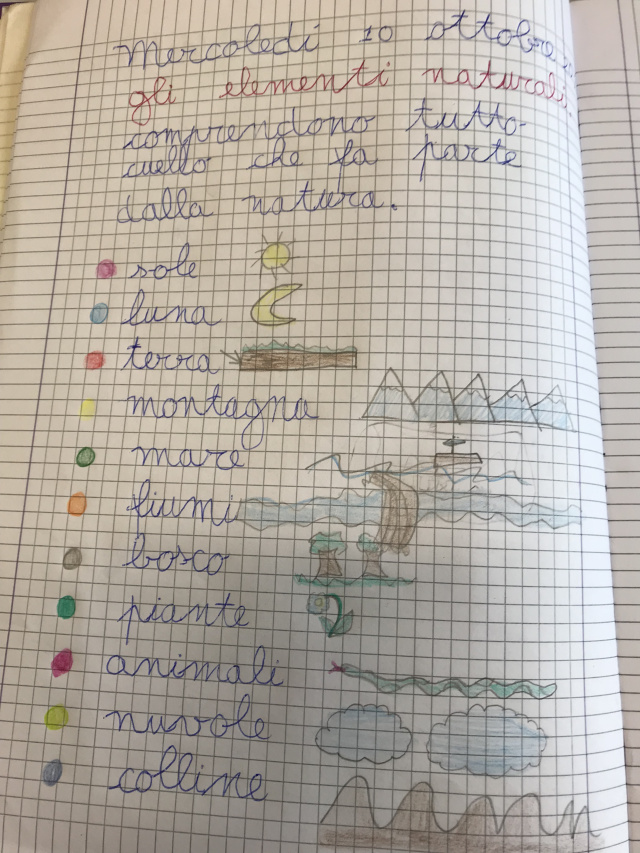 Mercoledì 10 ottobre
gli elementi naturali
comprendono tutto
cuello che fa parte
dalla natura.
sole
luna
terra
montagna
mare
fiumi
bosco
piante
animali
nuvole
colline